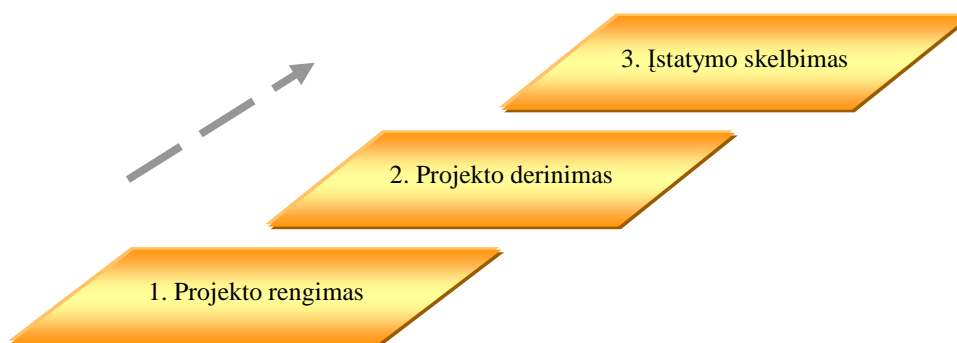 3. Įstatymo skelbimas
2. Projekto derinimas
1. Projekto rengimas